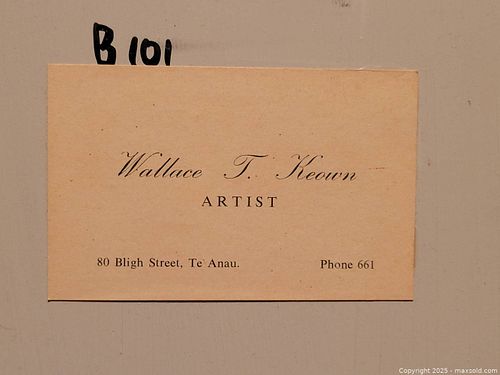 B 101
Wallace T. Keown
ARTIST
80 Bligh Street, Te Anau.
Phone 661
Copyright 2025 - maxsold.com